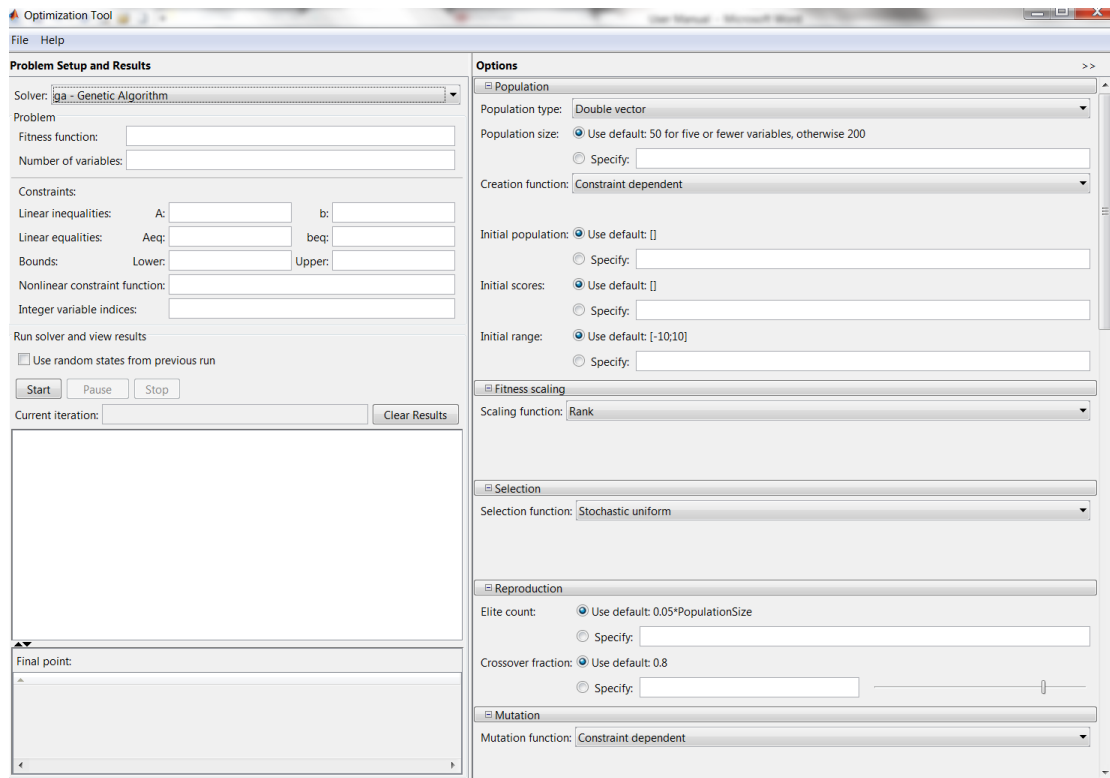 Optimization Tool
User Manual - Microsoft Word
File Help
Problem Setup and Results
Solver: ga - Genetic Algorithm
Problem
Fitness function:
Number of variables:
Constraints:
Linear inequalities: A: b:
Linear equalities: Aeq: beq:
Bounds: Lower: Upper:
Nonlinear constraint function:
Integer variable indices:
Run solver and view results
Use random states from previous run
Start Pause Stop
Current iteration: Clear Results
Final point:
Options >>
Population
Population type: Double vector
Population size: Use default: 50 for five or fewer variables, otherwise 200
Specify:
Creation function: Constraint dependent
Initial population: Use default: []
Specify:
Initial scores: Use default: []
Specify:
Initial range: Use default: [-10;10]
Specify:
Fitness scaling
Scaling function: Rank
Selection
Selection function: Stochastic uniform
Reproduction
Elite count: Use default: 0.05*PopulationSize
Specify:
Crossover fraction: Use default: 0.8
Specify:
Mutation
Mutation function: Constraint dependent